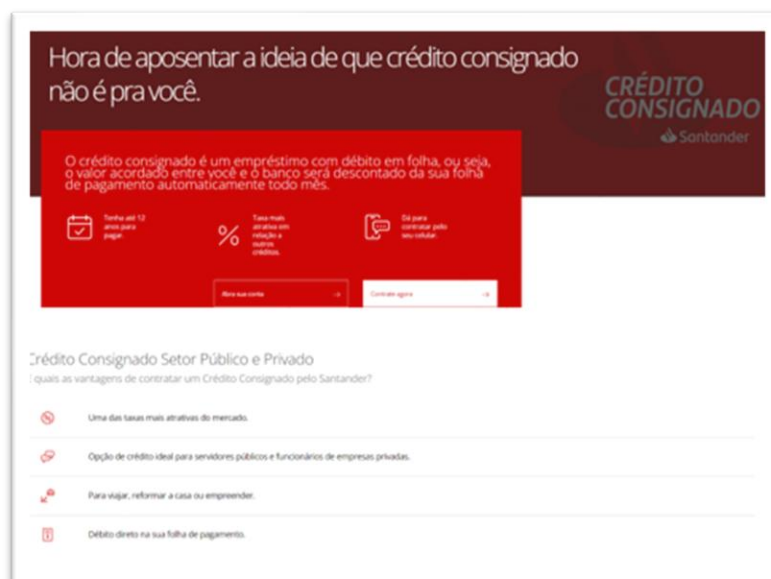 Hora de aposentar a ideia de que crédito consignado
não é pra você.
CRÉDITO
CONSIGNADO
Santander
O crédito consignado é um empréstimo com débito em folha, ou seja,
o valor acordado entre você e o banco será descontado da sua folha
de pagamento automaticamente todo mês.
Tenha até 12
anos para
pagar.
Taxa mais
atrativa em
relação a
outros
créditos.
Dá para
contratar pelo
seu celular.
Abra sua conta
Contrate agora
Crédito Consignado Setor Público e Privado
quais as vantagens de contratar um Crédito Consignado pelo Santander?
Uma das taxas mais atrativas do mercado.
Opção de crédito ideal para servidores públicos e funcionários de empresas privadas.
Para viajar, reformar a casa ou empreender.
Débito direto na sua folha de pagamento.